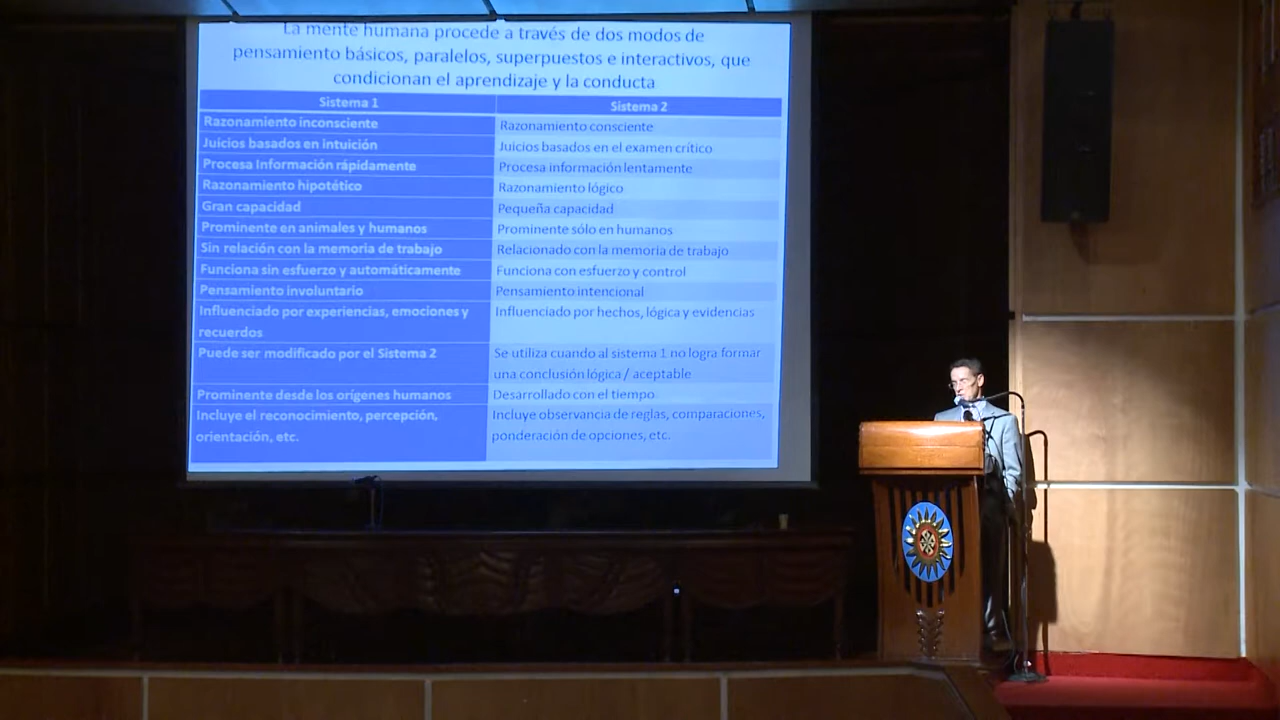 La mente humana procede a través de dos modos de
pensamiento básicos, paralelos, superpuestos e interactivos, que
condicionan el aprendizaje y la conducta
Sistema 1
Sistema 2
Razonamiento inconsciente
Razonamiento consciente
Juicios basados en intuición
Juicios basados en el examen crítico
Procesa Información rápidamente
Procesa información lentamente
Razonamiento hipotético
Razonamiento lógico
Gran capacidad
Pequeña capacidad
Prominente en animales y humanos
Prominente sólo en humanos
Sin relación con la memoria de trabajo
Relacionado con la memoria de trabajo
Funciona sin esfuerzo y automáticamente
Funciona con esfuerzo y control
Pensamiento involuntario
Pensamiento intencional
Influenciado por experiencias, emociones y
recuerdos
Influenciado por hechos, lógica y evidencias
Puede ser modificado por el Sistema 2
Se utiliza cuando al sistema 1 no logra formar
una conclusión lógica / aceptable
Prominente desde los orígenes humanos
Desarrollado con el tiempo
Incluye el reconocimiento, percepción,
orientación, etc.
Incluye observancia de reglas, comparaciones,
ponderación de opciones, etc.